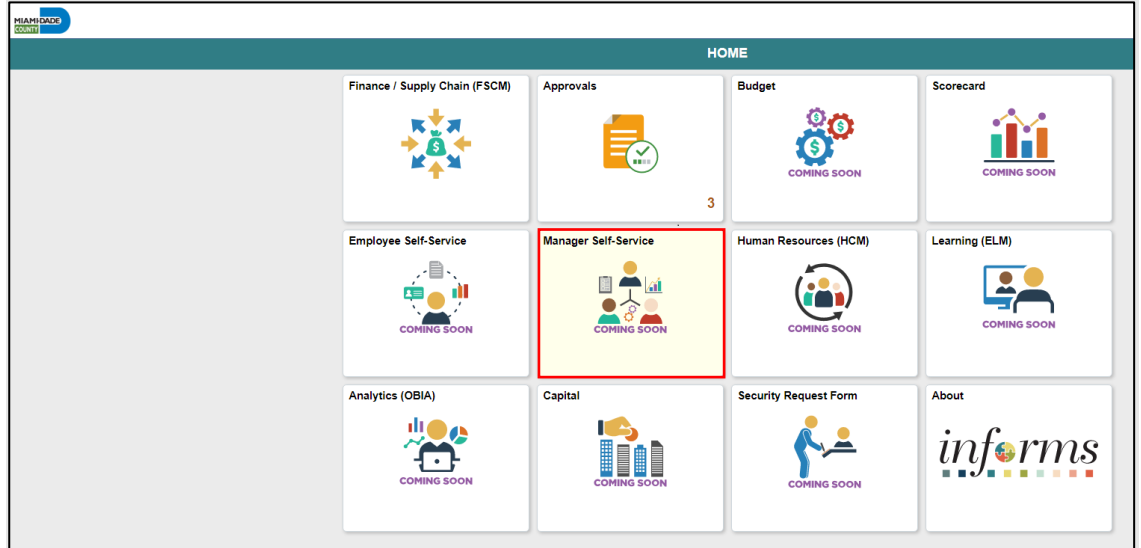 MIAMI-DADE
COUNTY
HOME
Finance / Supply Chain (FSCM)
Approvals
3
Budget
COMING SOON
Scorecard
COMING SOON
Employee Self-Service
COMING SOON
Manager Self-Service
COMING SOON
Human Resources (HCM)
COMING SOON
Learning (ELM)
COMING SOON
Analytics (OBIA)
COMING SOON
Capital
COMING SOON
Security Request Form
COMING SOON
About
informs